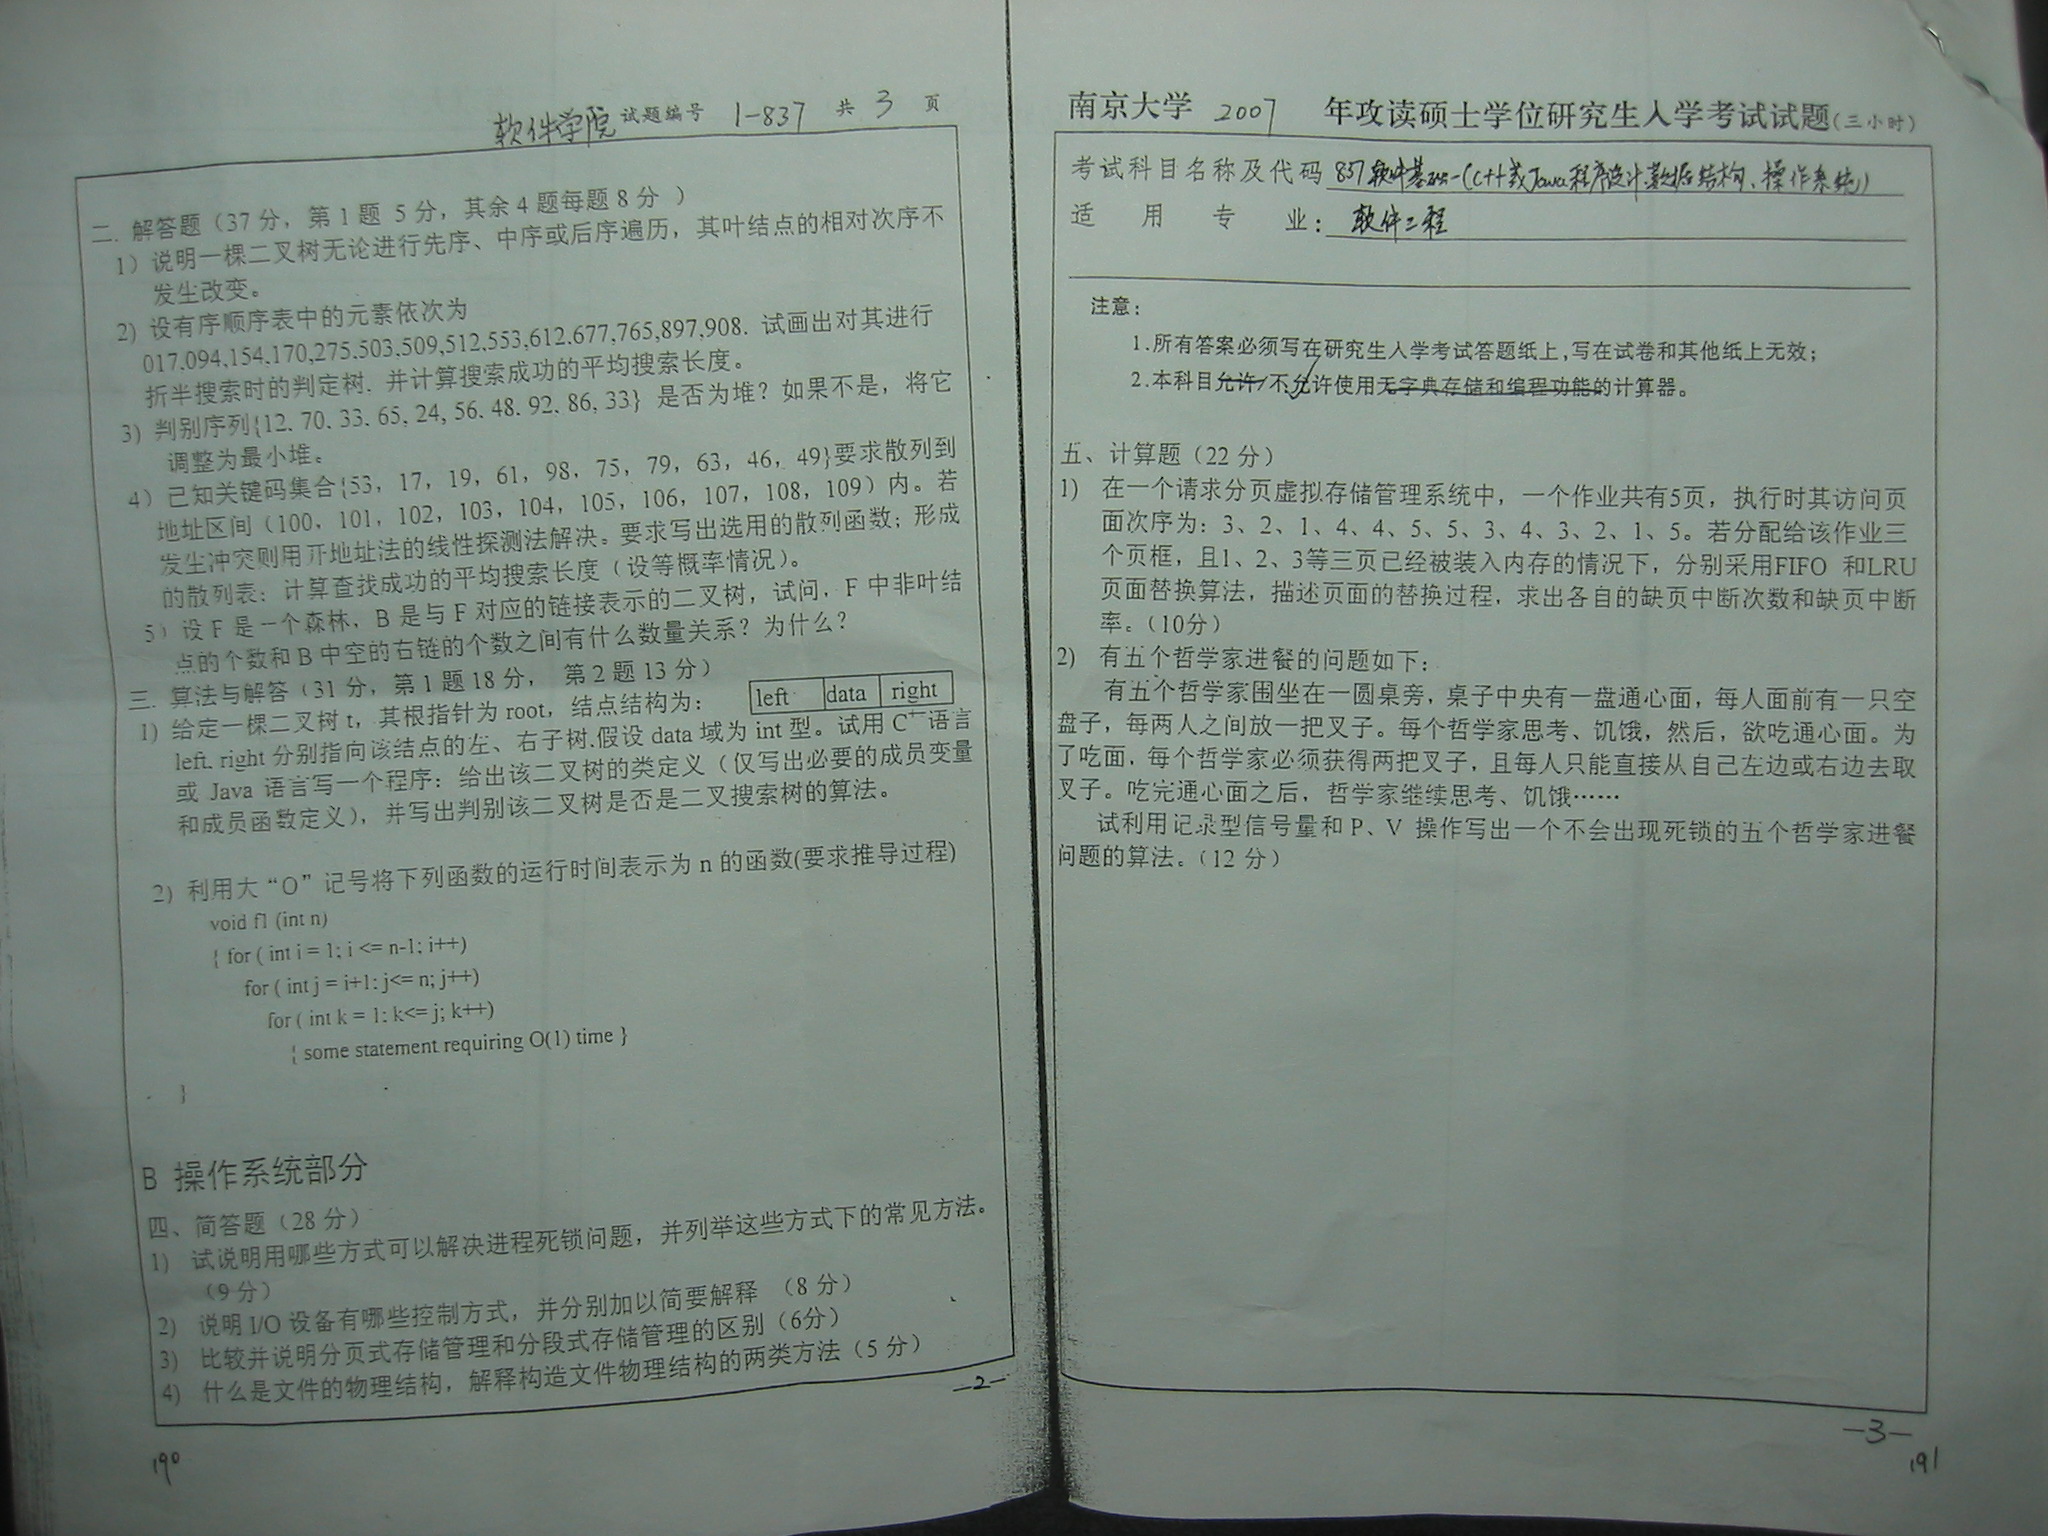 软件学院 试题编号 1-837 共 3 页
二. 解答题（37 分，第 1 题 5 分，其余 4 题每题 8 分 ）
1）说明一棵二叉树无论进行先序、中序或后序遍历，其叶结点的相对次序不
发生改变。
2）设有序顺序表中的元素依次为
017,094,154,170,275,503,509,512,553,612,677,765,897,908. 试画出对其进行
折半搜索时的判定树. 并计算搜索成功的平均搜索长度。
3）判别序列{12, 70, 33, 65, 24, 56, 48, 92, 86, 33} 是否为堆？如果不是，将它
调整为最小堆。
4）已知关键码集合{53，17，19，61，98，75，79，63，46，49}要求散列到
地址区间（100，101，102，103，104，105，106，107，108，109）内。若
发生冲突则用开地址法的线性探测法解决。要求写出选用的散列函数；形成
的散列表；计算查找成功的平均搜索长度（设等概率情况）。
5）设 F 是一个森林，B 是与 F 对应的链接表示的二叉树，试问，F 中非叶结
点的个数和 B 中空的右链的个数之间有什么数量关系？为什么？
三. 算法与解答（31 分，第 1 题 18 分， 第 2 题 13 分）
1) 给定一棵二叉树 t，其根指针为 root，结点结构为： left data right
left, right 分别指向该结点的左、右子树.假设 data 域为 int 型。试用 C++语言
或 Java 语言写一个程序：给出该二叉树的类定义（仅写出必要的成员变量
和成员函数定义），并写出判别该二叉树是否是二叉搜索树的算法。
2) 利用大“O”记号将下列函数的运行时间表示为 n 的函数(要求推导过程)
void f1 (int n)
{ for ( int i = 1; i <= n-1; i++)
for ( int j = i+1; j<= n; j++)
for ( int k = 1; k<= j; k++)
{ some statement requiring O(1) time }
}
B 操作系统部分
四、简答题（28 分）
1) 试说明用哪些方式可以解决进程死锁问题，并列举这些方式下的常见方法。
（9 分）
2) 说明 I/O 设备有哪些控制方式，并分别加以简要解释 （8 分）
3) 比较并说明分页式存储管理和分段式存储管理的区别（6分）
4) 什么是文件的物理结构，解释构造文件物理结构的两类方法（5 分）
—2—
190
南京大学 2007 年攻读硕士学位研究生入学考试试题（三小时）
考试科目名称及代码 837 软件基础一(C++或Java程序设计、数据结构、操作系统)
适用专业： 软件工程
注意：
1.所有答案必须写在研究生入学考试答题纸上,写在试卷和其他纸上无效；
2.本科目允许/不允许使用无字典存储和编程功能的计算器。
五、计算题（22 分）
1) 在一个请求分页虚拟存储管理系统中，一个作业共有5页，执行时其访问页
面次序为：3、2、1、4、4、5、5、3、4、3、2、1、5。若分配给该作业三
个页框，且1、2、3等三页已经被装入内存的情况下，分别采用FIFO 和LRU
页面替换算法，描述页面的替换过程，求出各自的缺页中断次数和缺页中断
率。（10分）
2) 有五个哲学家进餐的问题如下：
有五个哲学家围坐在一圆桌旁，桌子中央有一盘通心面，每人面前有一只空
盘子，每两人之间放一把叉子。每个哲学家思考、饥饿，然后，欲吃通心面。为
了吃面，每个哲学家必须获得两把叉子，且每人只能直接从自己左边或右边去取
叉子。吃完通心面之后，哲学家继续思考、饥饿……
试利用记录型信号量和 P、V 操作写出一个不会出现死锁的五个哲学家进餐
问题的算法。（12 分）
—3—
191